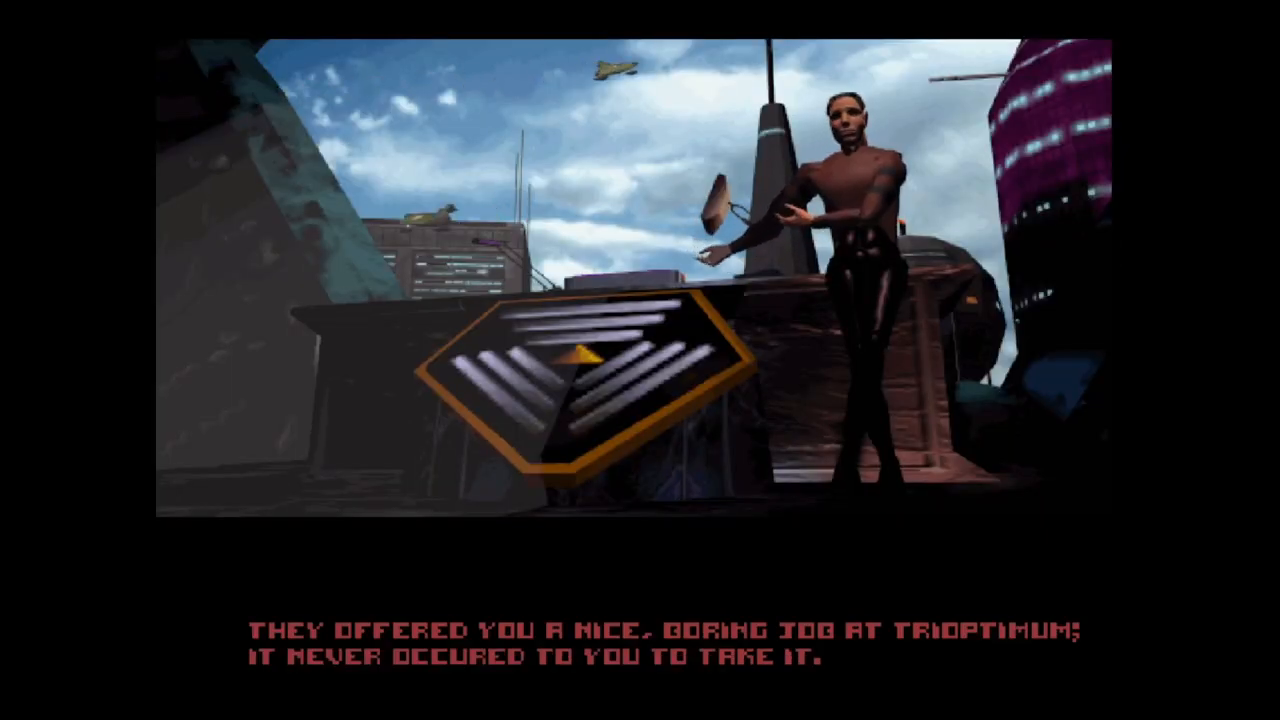 THEY OFFERED YOU A NICE, BORING JOB AT TRIOPTIMUM;
IT NEVER OCCURED TO YOU TO TAKE IT.